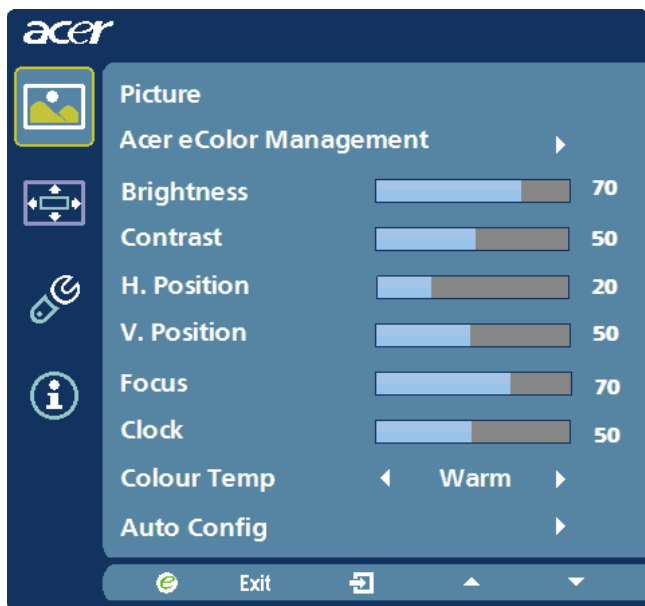 acer
Picture
Acer eColor Management
Brightness 70
Contrast 50
H. Position 20
V. Position 50
Focus 70
Clock 50
Colour Temp Warm
Auto Config
e Exit